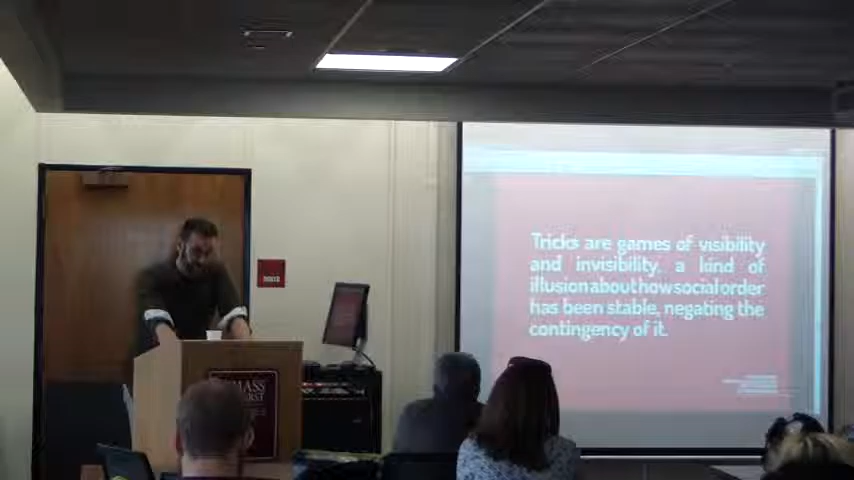 Tricks are games of visibility
and invisibility, a kind of
illusion about how social order
has been stable, negating the
contingency of it.